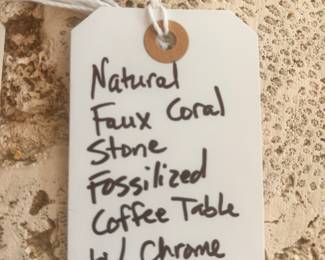 Natural
Faux Coral
Stone
Fossilized
Coffee Table
w/ Chrome